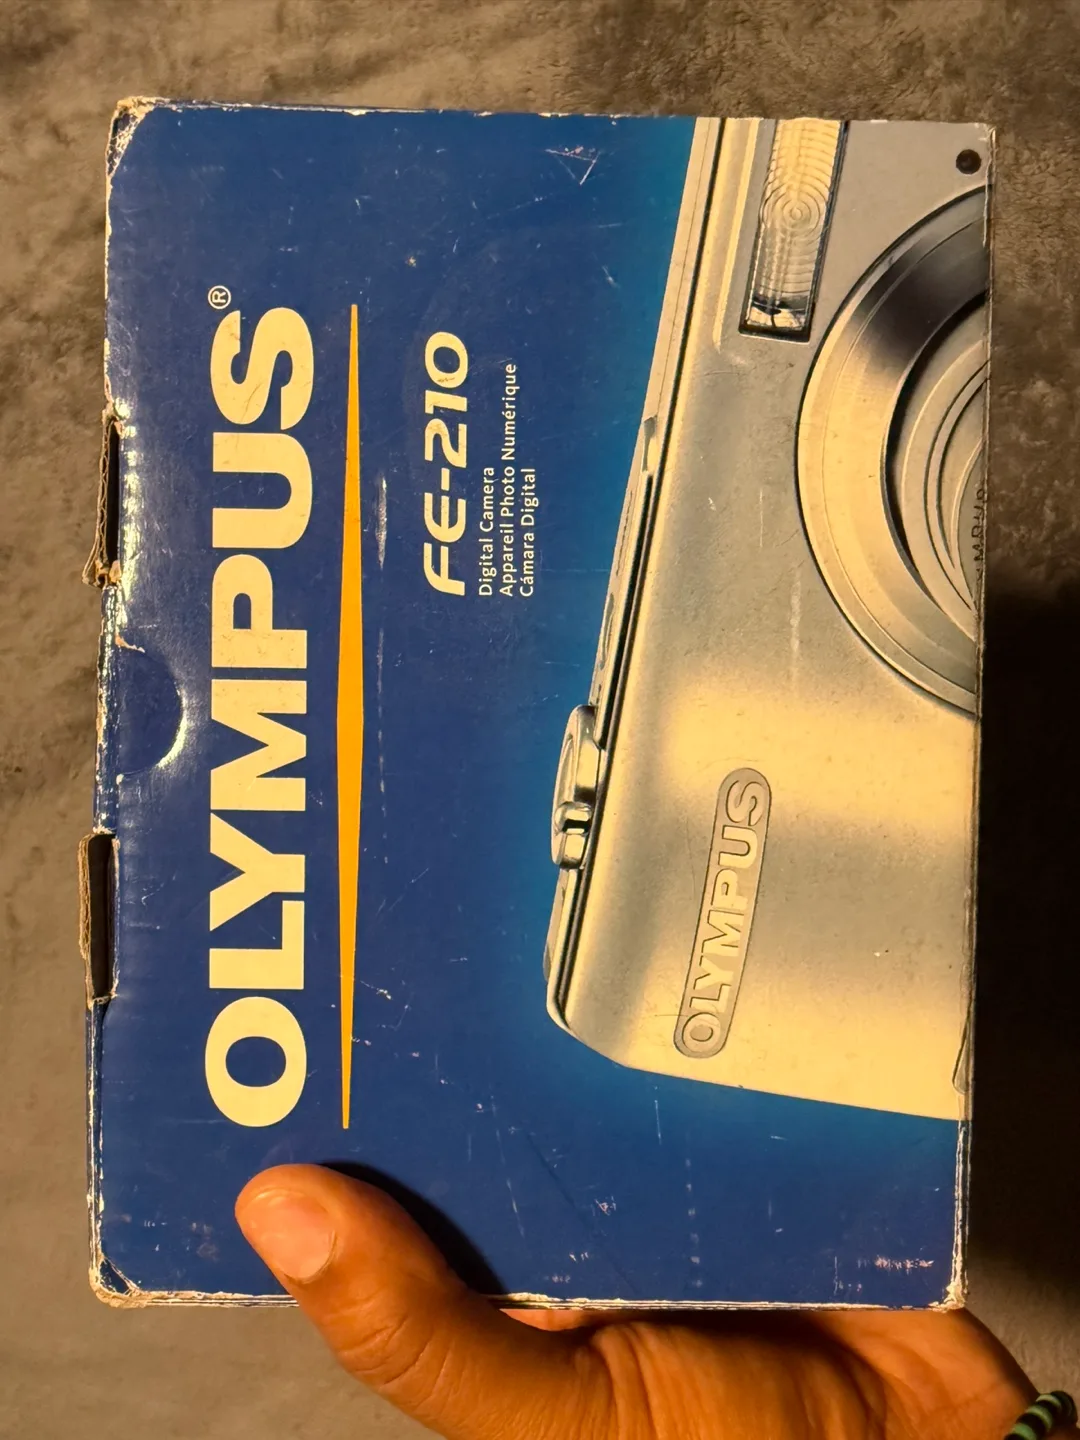 OLYMPUS®
FE-210
Digital Camera
Appareil Photo Numérique
Cámara Digital
OLYMPUS